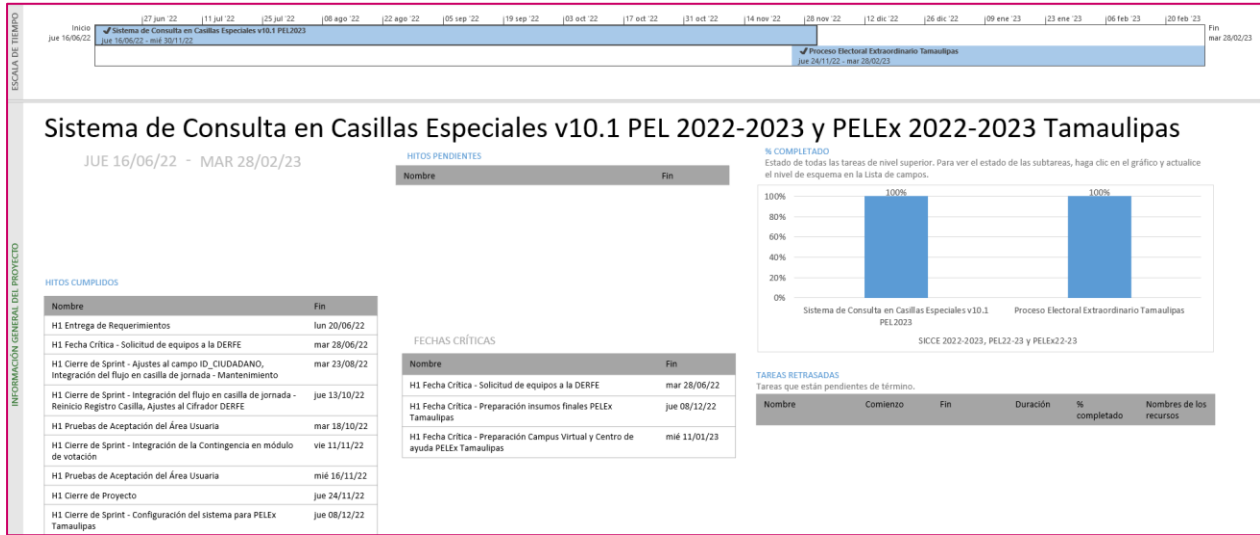 ESCALA DE TIEMPO
27 jun '22 11 jul '22 25 jul '22 08 ago '22 22 ago '22 05 sep '22 19 sep '22 03 oct '22 17 oct '22 31 oct '22 14 nov '22 28 nov '22 12 dic '22 26 dic '22 09 ene '23 23 ene '23 06 feb '23 20 feb '23
Inicio
jue 16/06/22
Sistema de Consulta en Casillas Especiales v10.1 PEL2023
jue 16/06/22 - mié 30/11/22
Fin
mar 28/02/23
Proceso Electoral Extraordinario Tamaulipas
jue 24/11/22 - mar 28/02/23
INFORMACIÓN GENERAL DEL PROYECTO
Sistema de Consulta en Casillas Especiales v10.1 PEL 2022-2023 y PELEx 2022-2023 Tamaulipas
JUE 16/06/22 - MAR 28/02/23
HITOS CUMPLIDOS
Nombre Fin
H1 Entrega de Requerimientos lun 20/06/22
H1 Fecha Crítica - Solicitud de equipos a la DERFE mar 28/06/22
H1 Cierre de Sprint - Ajustes al campo ID_CIUDADANO, mar 23/08/22
Integración del flujo en casilla de jornada - Mantenimiento
H1 Cierre de Sprint - Integración del flujo en casilla de jornada - jue 13/10/22
Reinicio Registro Casilla, Ajustes al Cifrador DERFE
H1 Pruebas de Aceptación del Área Usuaria mar 18/10/22
H1 Cierre de Sprint - Integración de la Contingencia en módulo vie 11/11/22
de votación
H1 Pruebas de Aceptación del Área Usuaria mié 16/11/22
H1 Cierre de Proyecto jue 24/11/22
H1 Cierre de Sprint - Configuración del sistema para PELEx jue 08/12/22
Tamaulipas
HITOS PENDIENTES
Nombre Fin
FECHAS CRÍTICAS
Nombre Fin
H1 Fecha Crítica - Solicitud de equipos a la DERFE mar 28/06/22
H1 Fecha Crítica - Preparación insumos finales PELEx jue 08/12/22
Tamaulipas
H1 Fecha Crítica - Preparación Campus Virtual y Centro de mié 11/01/23
ayuda PELEx Tamaulipas
% COMPLETADO
Estado de todas las tareas de nivel superior. Para ver el estado de las subtareas, haga clic en el gráfico y actualice
el nivel de esquema en la Lista de campos.
100% 100%
100%
80%
60%
40%
20%
0%
Sistema de Consulta en Casillas Especiales v10.1 Proceso Electoral Extraordinario Tamaulipas
PEL2023
SICCE 2022-2023, PEL22-23 y PELEx22-23
TAREAS RETRASADAS
Tareas que están pendientes de término.
Nombre Comienzo Fin Duración % Nombres de los
completado recursos